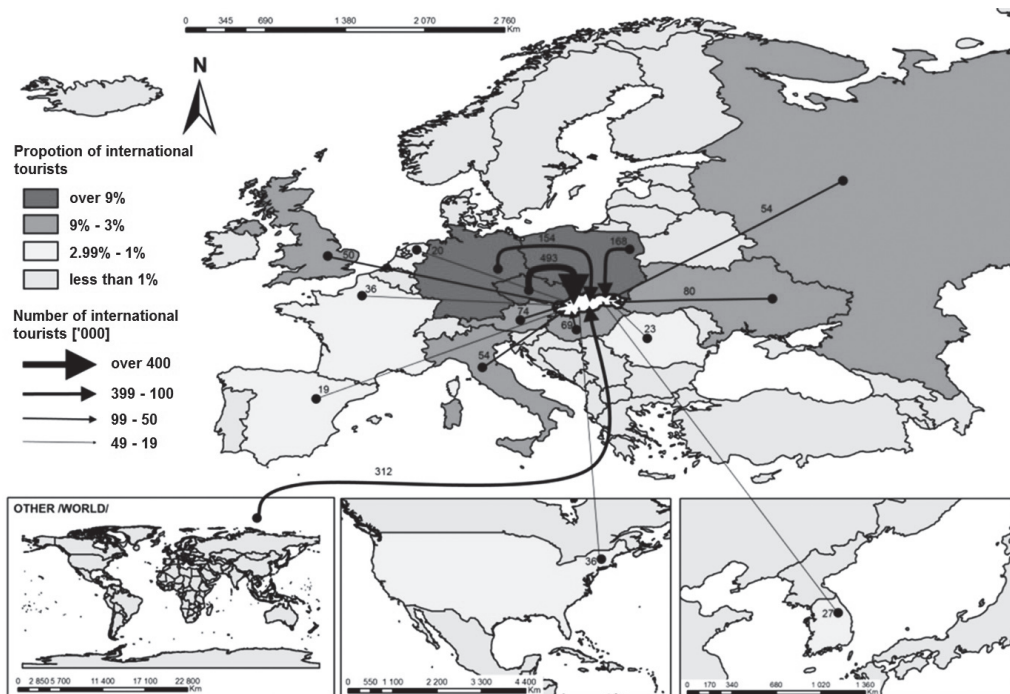 0 345 690 1 380 2 070 2 760
Km
N
Propotion of international
tourists
over 9%
9% - 3%
2.99% - 1%
less than 1%
Number of international
tourists ['000]
over 400
399 - 100
99 - 50
49 - 19
54
154
168
493
50
20
36
74
80
69
23
54
19
312
OTHER /WORLD/
36
27
0 2 850 5 700 11 400 17 100 22 800
Km
0 550 1 100 2 200 3 300 4 400
Km
0 170 340 680 1 020 1 360
Km